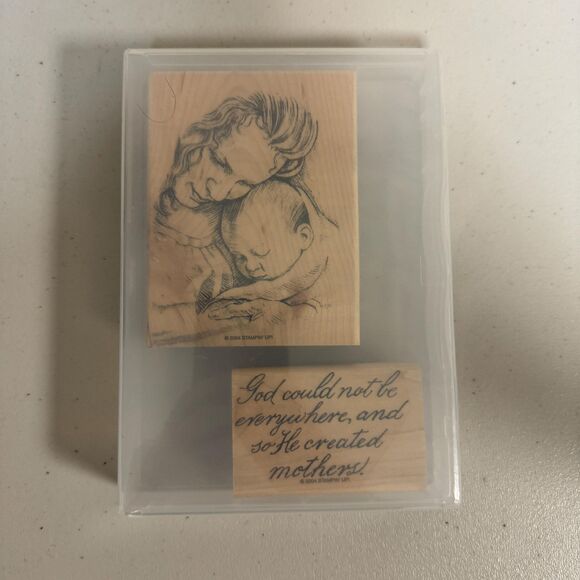 © 2004 STAMPIN' UP!
God could not be
everywhere, and
so He created
mothers!
© 2004 STAMPIN' UP!